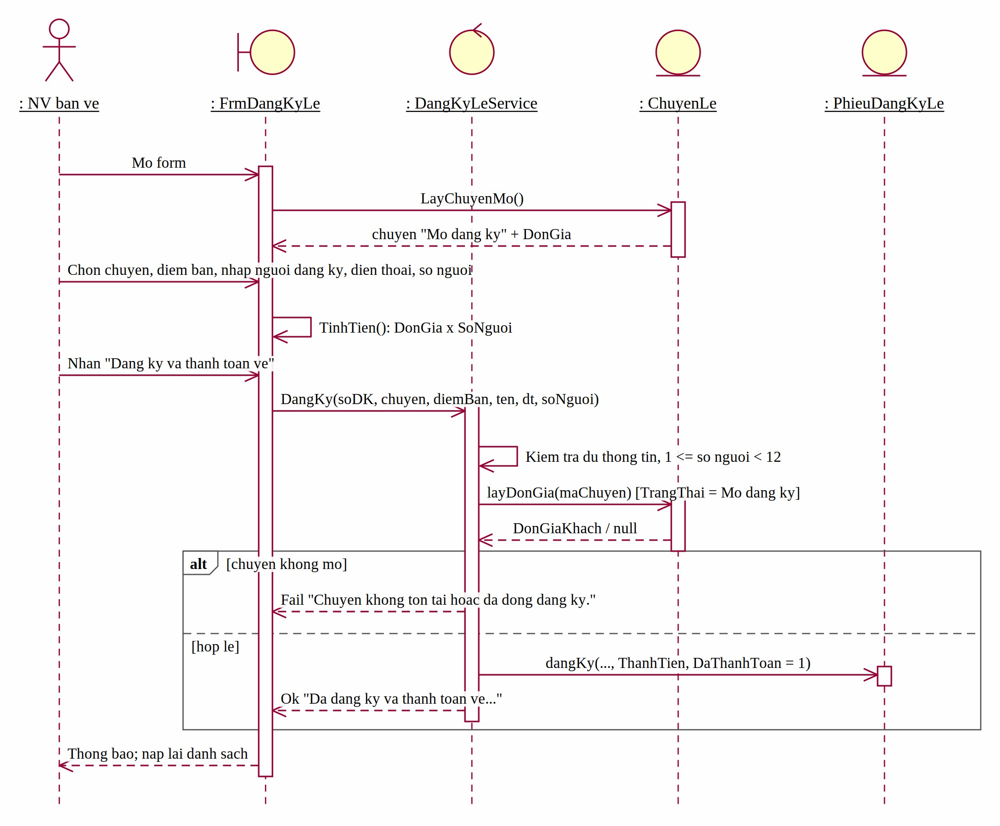 : NV ban ve
: FrmDangKyLe
: DangKyLeService
: ChuyenLe
: PhieuDangKyLe
Mo form
LayChuyenMo()
chuyen "Mo dang ky" + DonGia
Chon chuyen, diem ban, nhap nguoi dang ky, dien thoai, so nguoi
TinhTien(): DonGia x SoNguoi
Nhan "Dang ky va thanh toan ve"
DangKy(soDK, chuyen, diemBan, ten, dt, soNguoi)
Kiem tra du thong tin, 1 <= so nguoi < 12
layDonGia(maChuyen) [TrangThai = Mo dang ky]
DonGiaKhach / null
alt [chuyen khong mo]
Fail "Chuyen khong ton tai hoac da dong dang ky."
[hop le]
dangKy(..., ThanhTien, DaThanhToan = 1)
Ok "Da dang ky va thanh toan ve..."
Thong bao; nap lai danh sach